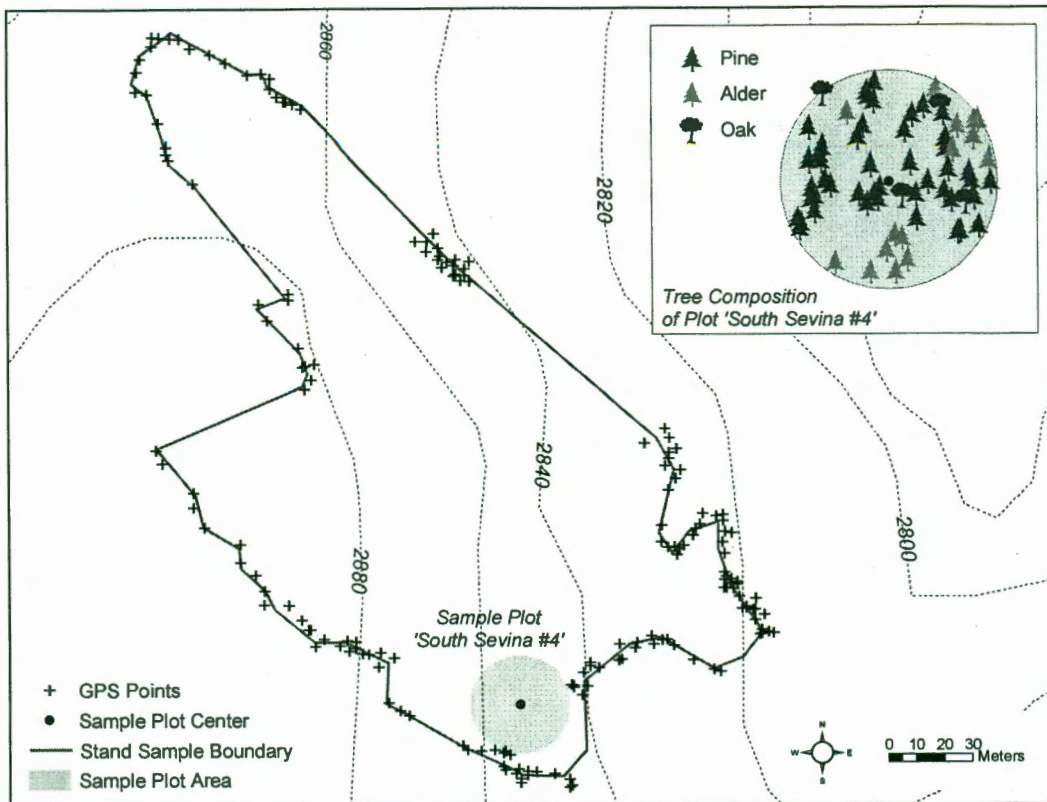 2860
2820
2840
2880
2800
Pine
Alder
Oak
Tree Composition
of Plot 'South Sevina #4'
Sample Plot
'South Sevina #4'
GPS Points
Sample Plot Center
Stand Sample Boundary
Sample Plot Area
N
W E
S
0 10 20 30
Meters